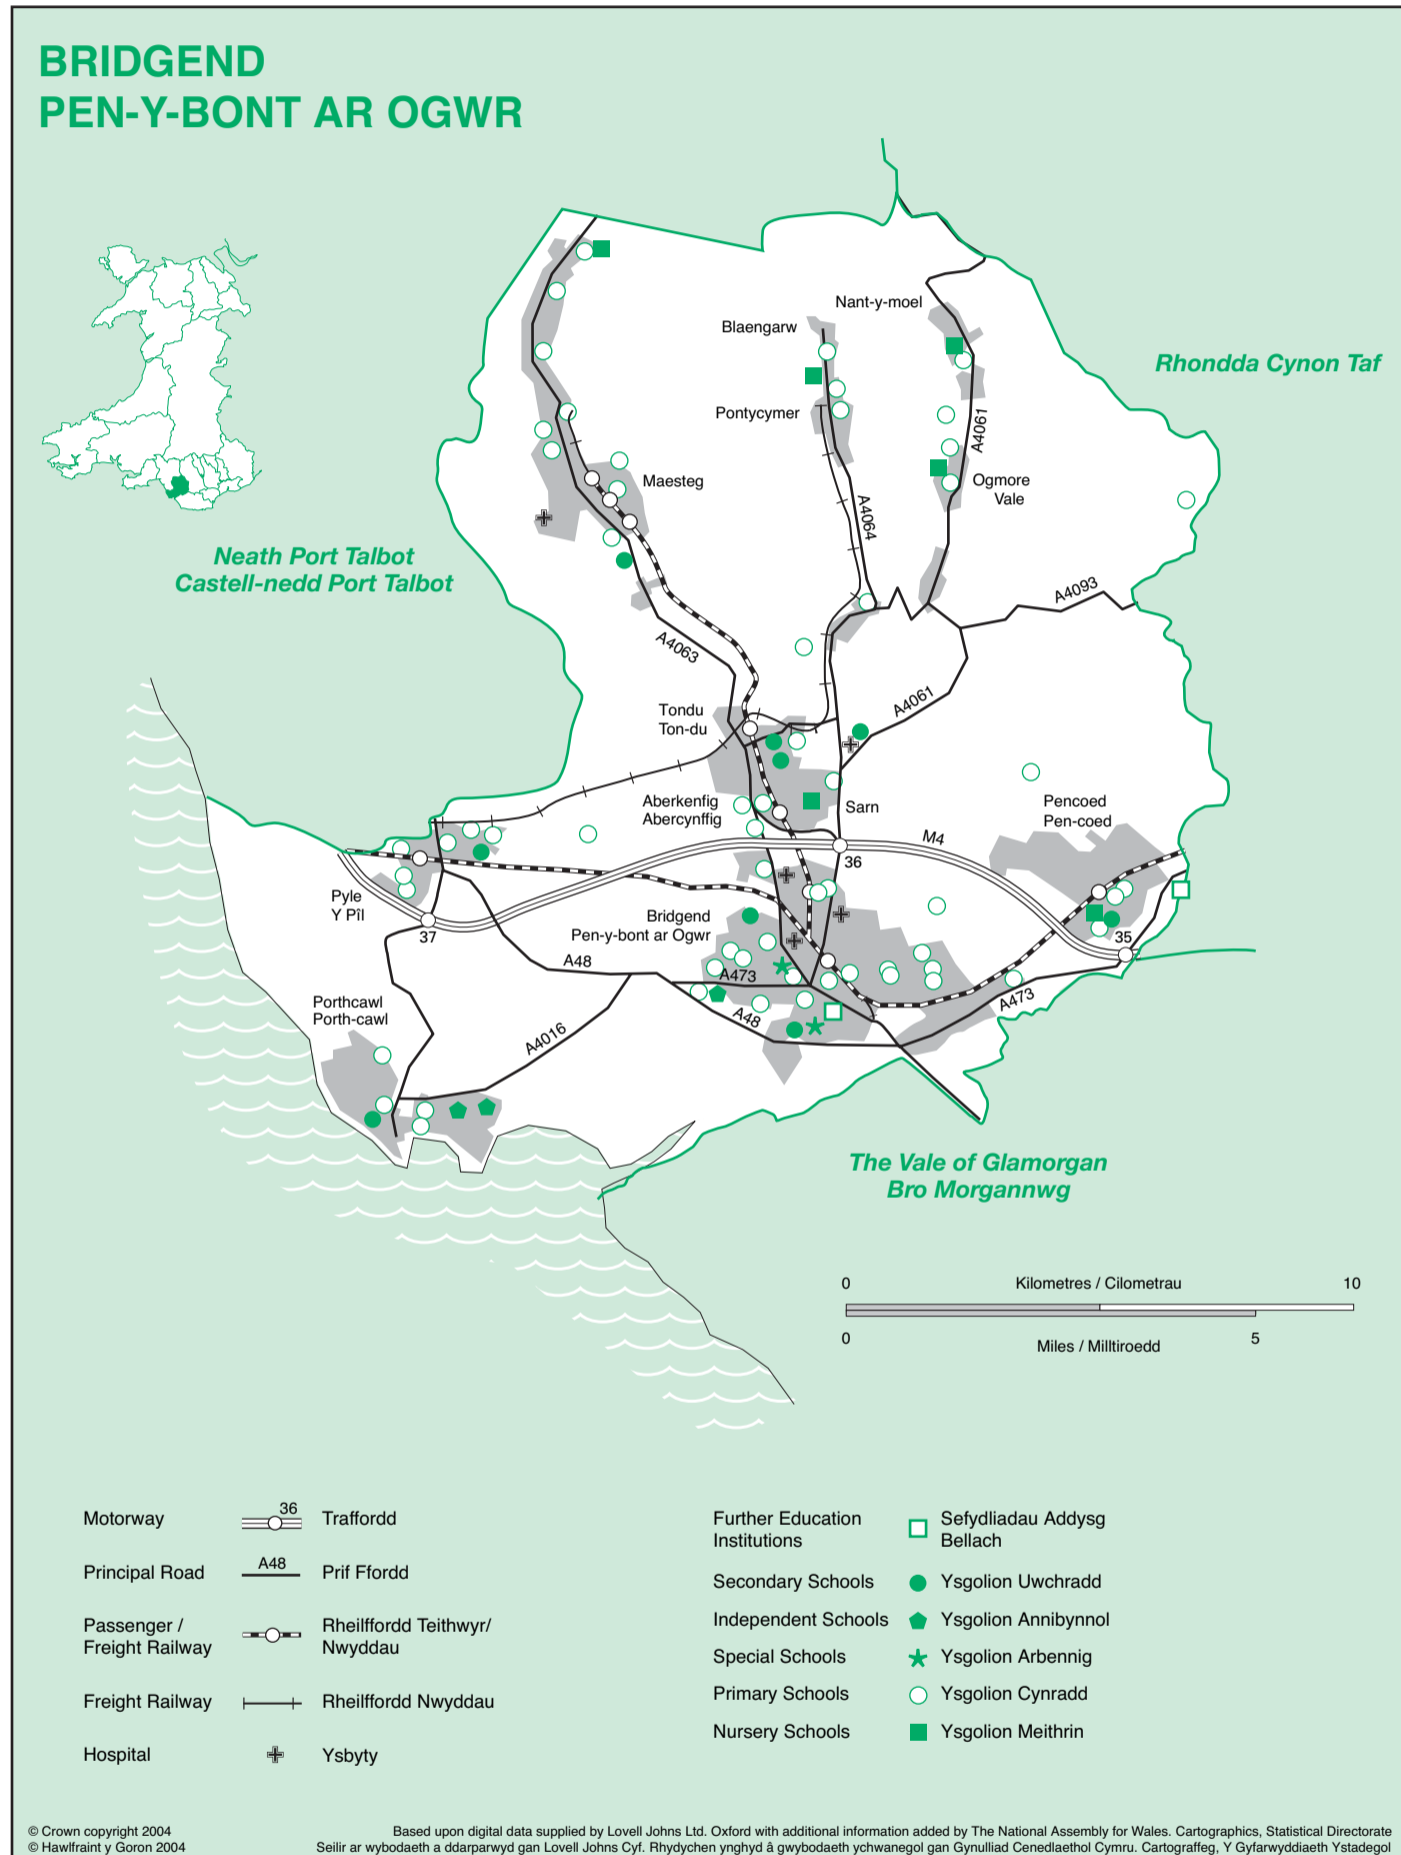 BRIDGEND
PEN-Y-BONT AR OGWR
Nant-y-moel
Blaengarw
Rhondda Cynon Taf
Pontycymer
A4061
Maesteg
Ogmore
Vale
A4064
Neath Port Talbot
Castell-nedd Port Talbot
A4093
A4063
A4061
Tondu
Ton-du
Aberkenfig
Abercynffig
Sarn
Pencoed
Pen-coed
M4
36
Pyle
Y Pîl
37
Bridgend
Pen-y-bont ar Ogwr
35
A48
A473
A473
A48
Porthcawl
Porth-cawl
A4016
The Vale of Glamorgan
Bro Morgannwg
0 Kilometres / Cilometrau 10
0 Miles / Milltiroedd 5
Motorway 36 Traffordd
Principal Road A48 Prif Ffordd
Passenger / Rheilffordd Teithwyr/
Freight Railway Nwyddau
Freight Railway Rheilffordd Nwyddau
Hospital Ysbyty
Further Education Sefydliadau Addysg
Institutions Bellach
Secondary Schools Ysgolion Uwchradd
Independent Schools Ysgolion Annibynnol
Special Schools Ysgolion Arbennig
Primary Schools Ysgolion Cynradd
Nursery Schools Ysgolion Meithrin
© Crown copyright 2004 Based upon digital data supplied by Lovell Johns Ltd. Oxford with additional information added by The National Assembly for Wales. Cartographics, Statistical Directorate
© Hawlfraint y Goron 2004 Seilir ar wybodaeth a ddarparwyd gan Lovell Johns Cyf. Rhydychen ynghyd â gwybodaeth ychwanegol gan Gynulliad Cenedlaethol Cymru. Cartograffeg, Y Gyfarwyddiaeth Ystadegol